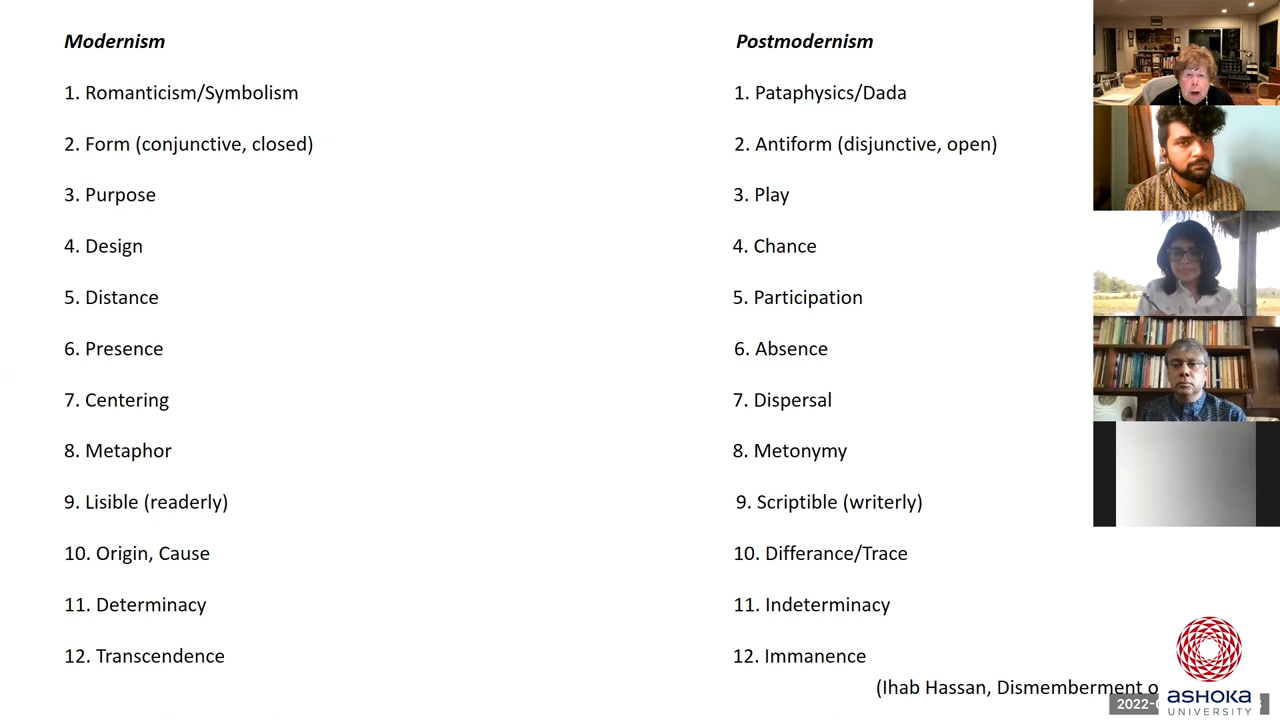 Modernism
Postmodernism
1. Romanticism/Symbolism
1. Pataphysics/Dada
2. Form (conjunctive, closed)
2. Antiform (disjunctive, open)
3. Purpose
3. Play
4. Design
4. Chance
5. Distance
5. Participation
6. Presence
6. Absence
7. Centering
7. Dispersal
8. Metaphor
8. Metonymy
9. Lisible (readerly)
9. Scriptible (writerly)
10. Origin, Cause
10. Differance/Trace
11. Determinacy
11. Indeterminacy
12. Transcendence
12. Immanence
(Ihab Hassan, Dismemberment o
ASHOKA
UNIVERSITY